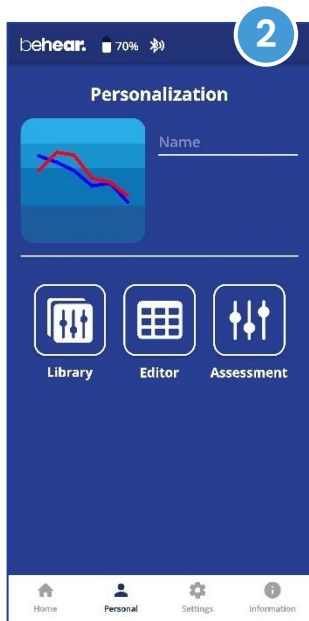 behear. 70%
2
Personalization
Name
Library Editor Assessment
Home Personal Settings Information